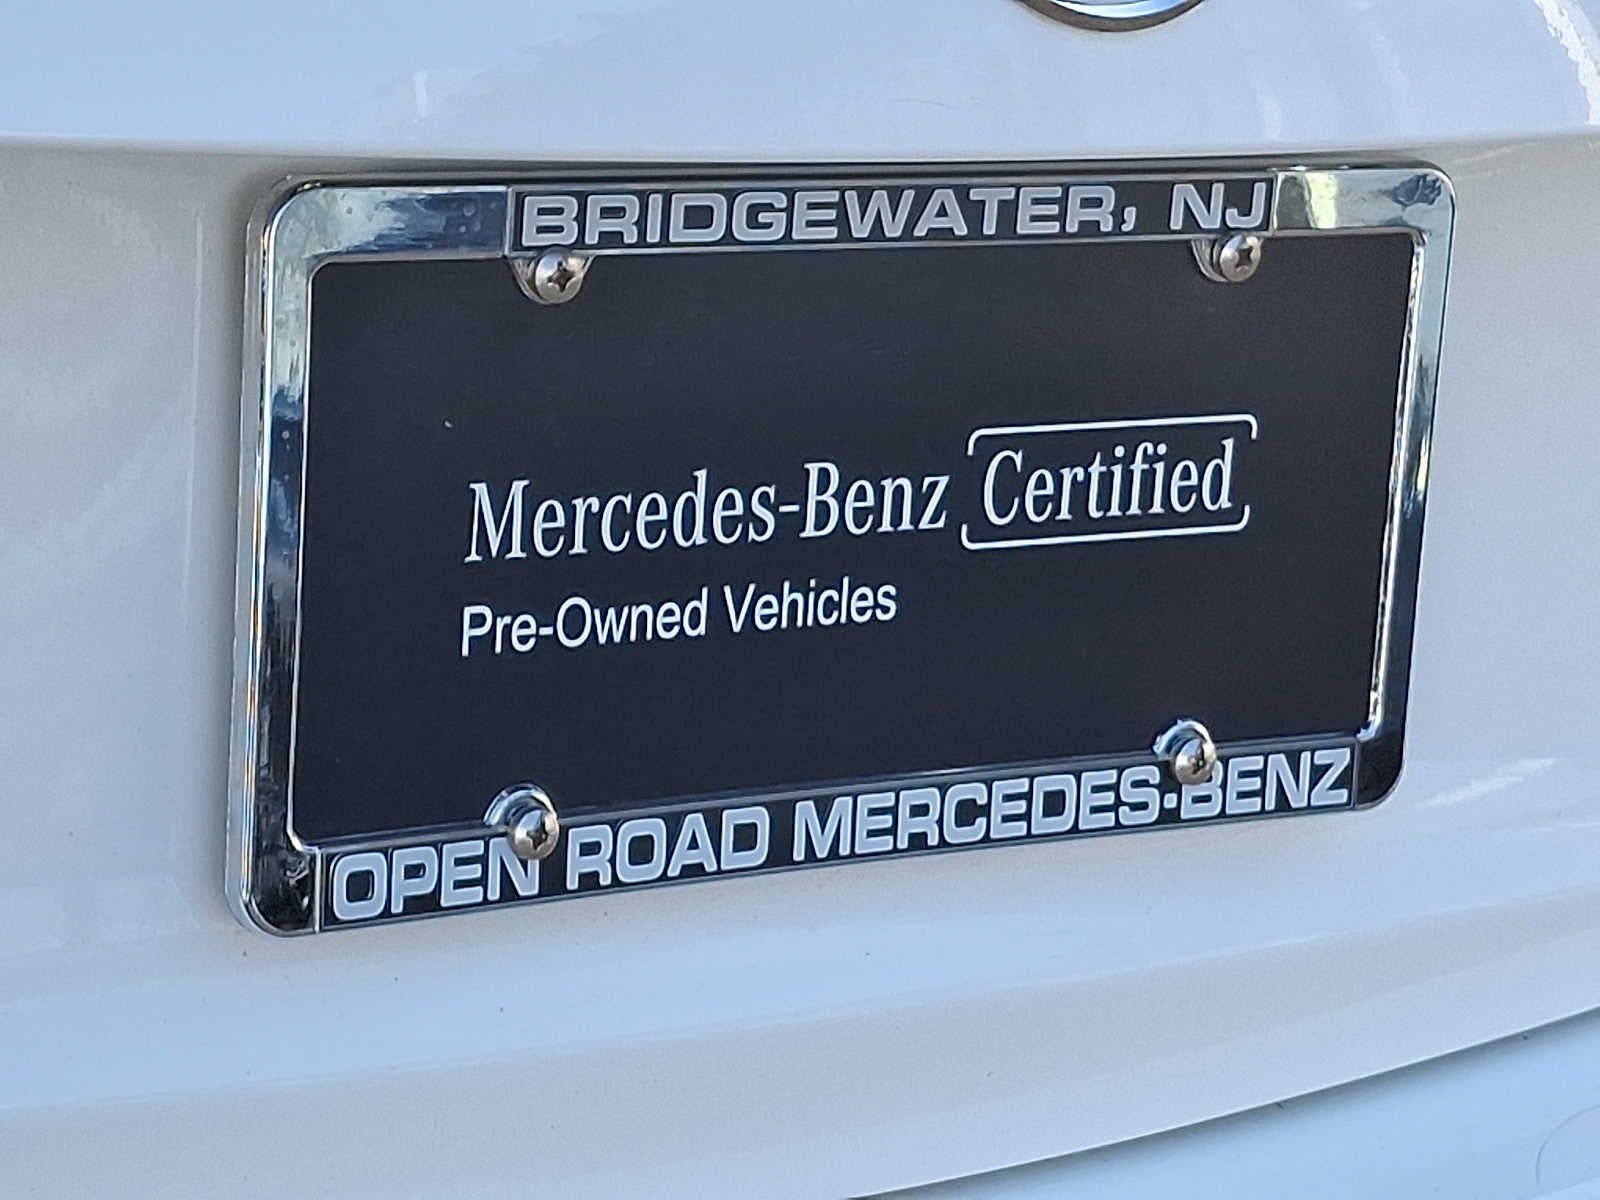 BRIDGEWATER, NJ
Mercedes-Benz Certified
Pre-Owned Vehicles
OPEN ROAD MERCEDES-BENZ